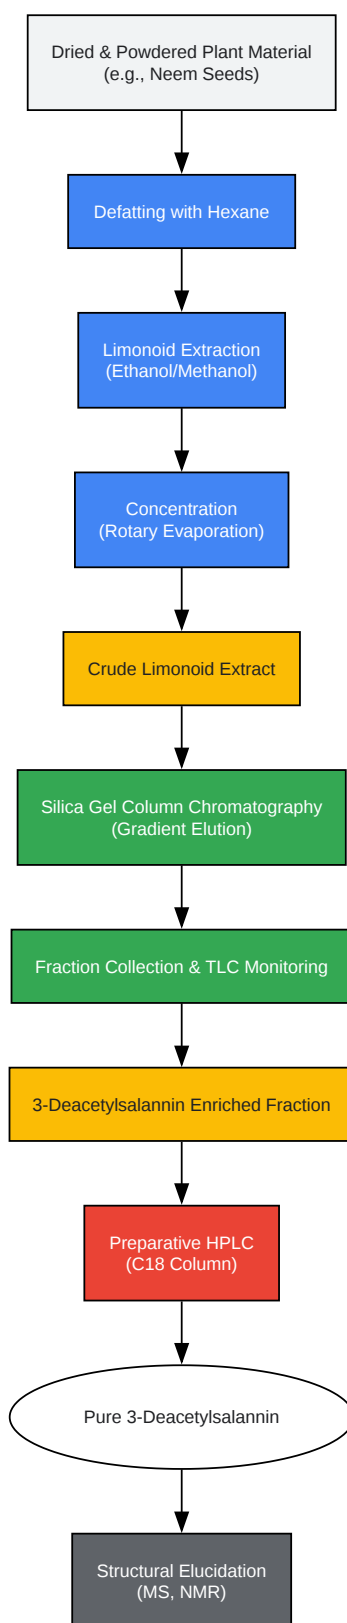 Dried & Powdered Plant Material
(e.g., Neem Seeds)
Defatting with Hexane
Limonoid Extraction
(Ethanol/Methanol)
Concentration
(Rotary Evaporation)
Crude Limonoid Extract
Silica Gel Column Chromatography
(Gradient Elution)
Fraction Collection & TLC Monitoring
3-Deacetylsalannin Enriched Fraction
Preparative HPLC
(C18 Column)
Pure 3-Deacetylsalannin
Structural Elucidation
(MS, NMR)